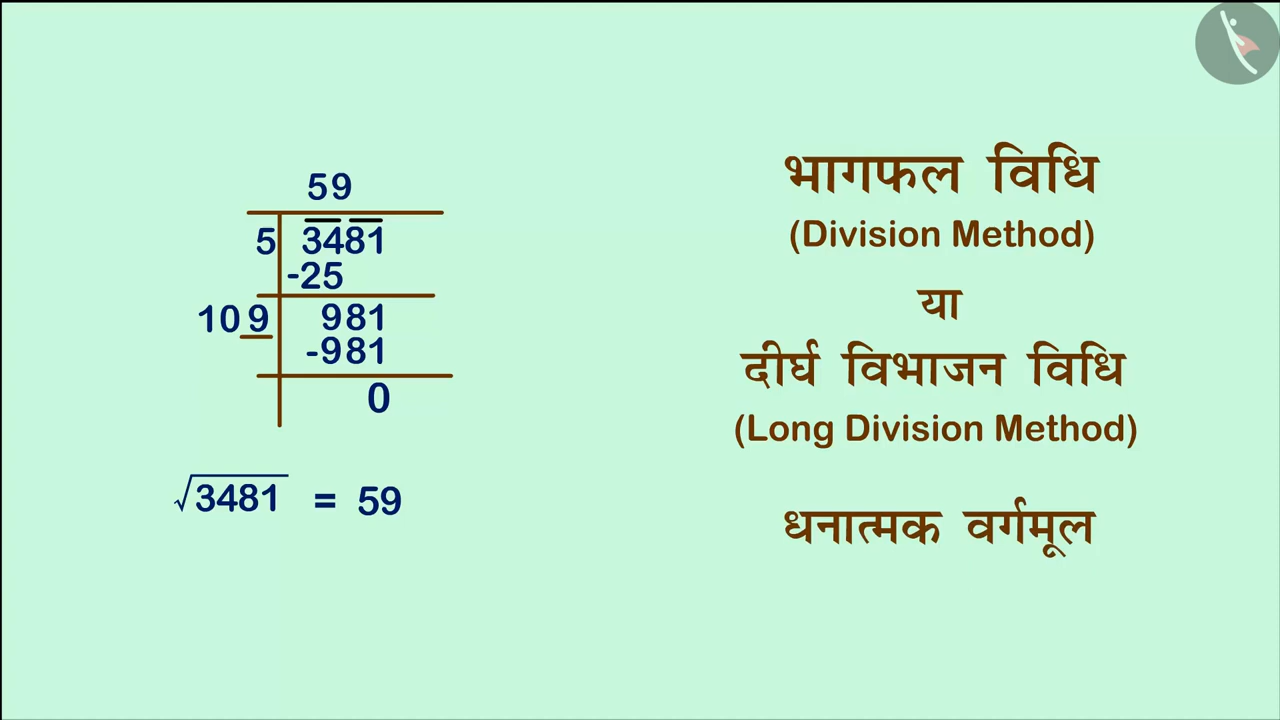 59
5 3481
-25
109 981
-981
0
√3481 = 59
भागफल विधि
(Division Method)
या
दीर्घ विभाजन विधि
(Long Division Method)
धनात्मक वर्गमूल